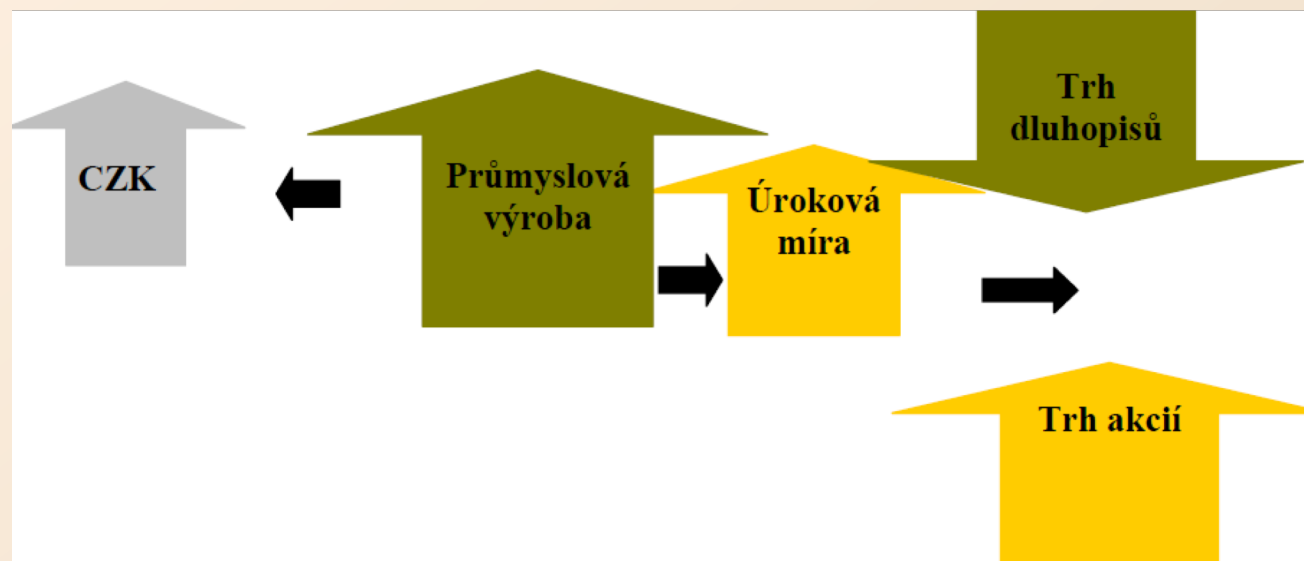 CZK
Průmyslová
výroba
Úroková
míra
Trh
dluhopisů
Trh akcií